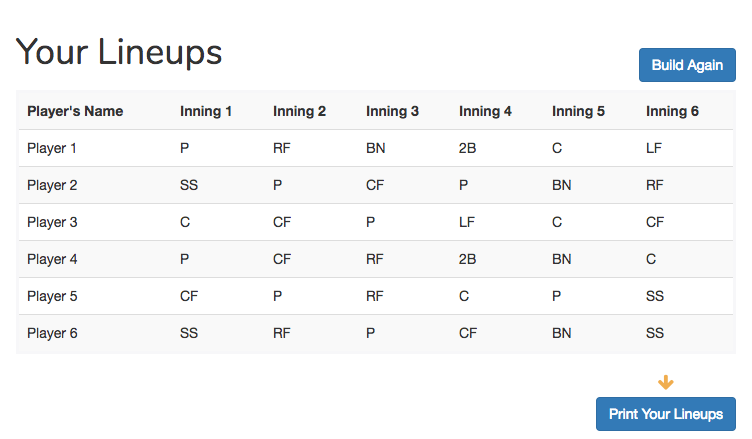 Your Lineups
Build Again
Player's Name Inning 1 Inning 2 Inning 3 Inning 4 Inning 5 Inning 6
Player 1 P RF BN 2B C LF
Player 2 SS P CF P BN RF
Player 3 C CF P LF C CF
Player 4 P CF RF 2B BN C
Player 5 CF P RF C P SS
Player 6 SS RF P CF BN SS
Print Your Lineups